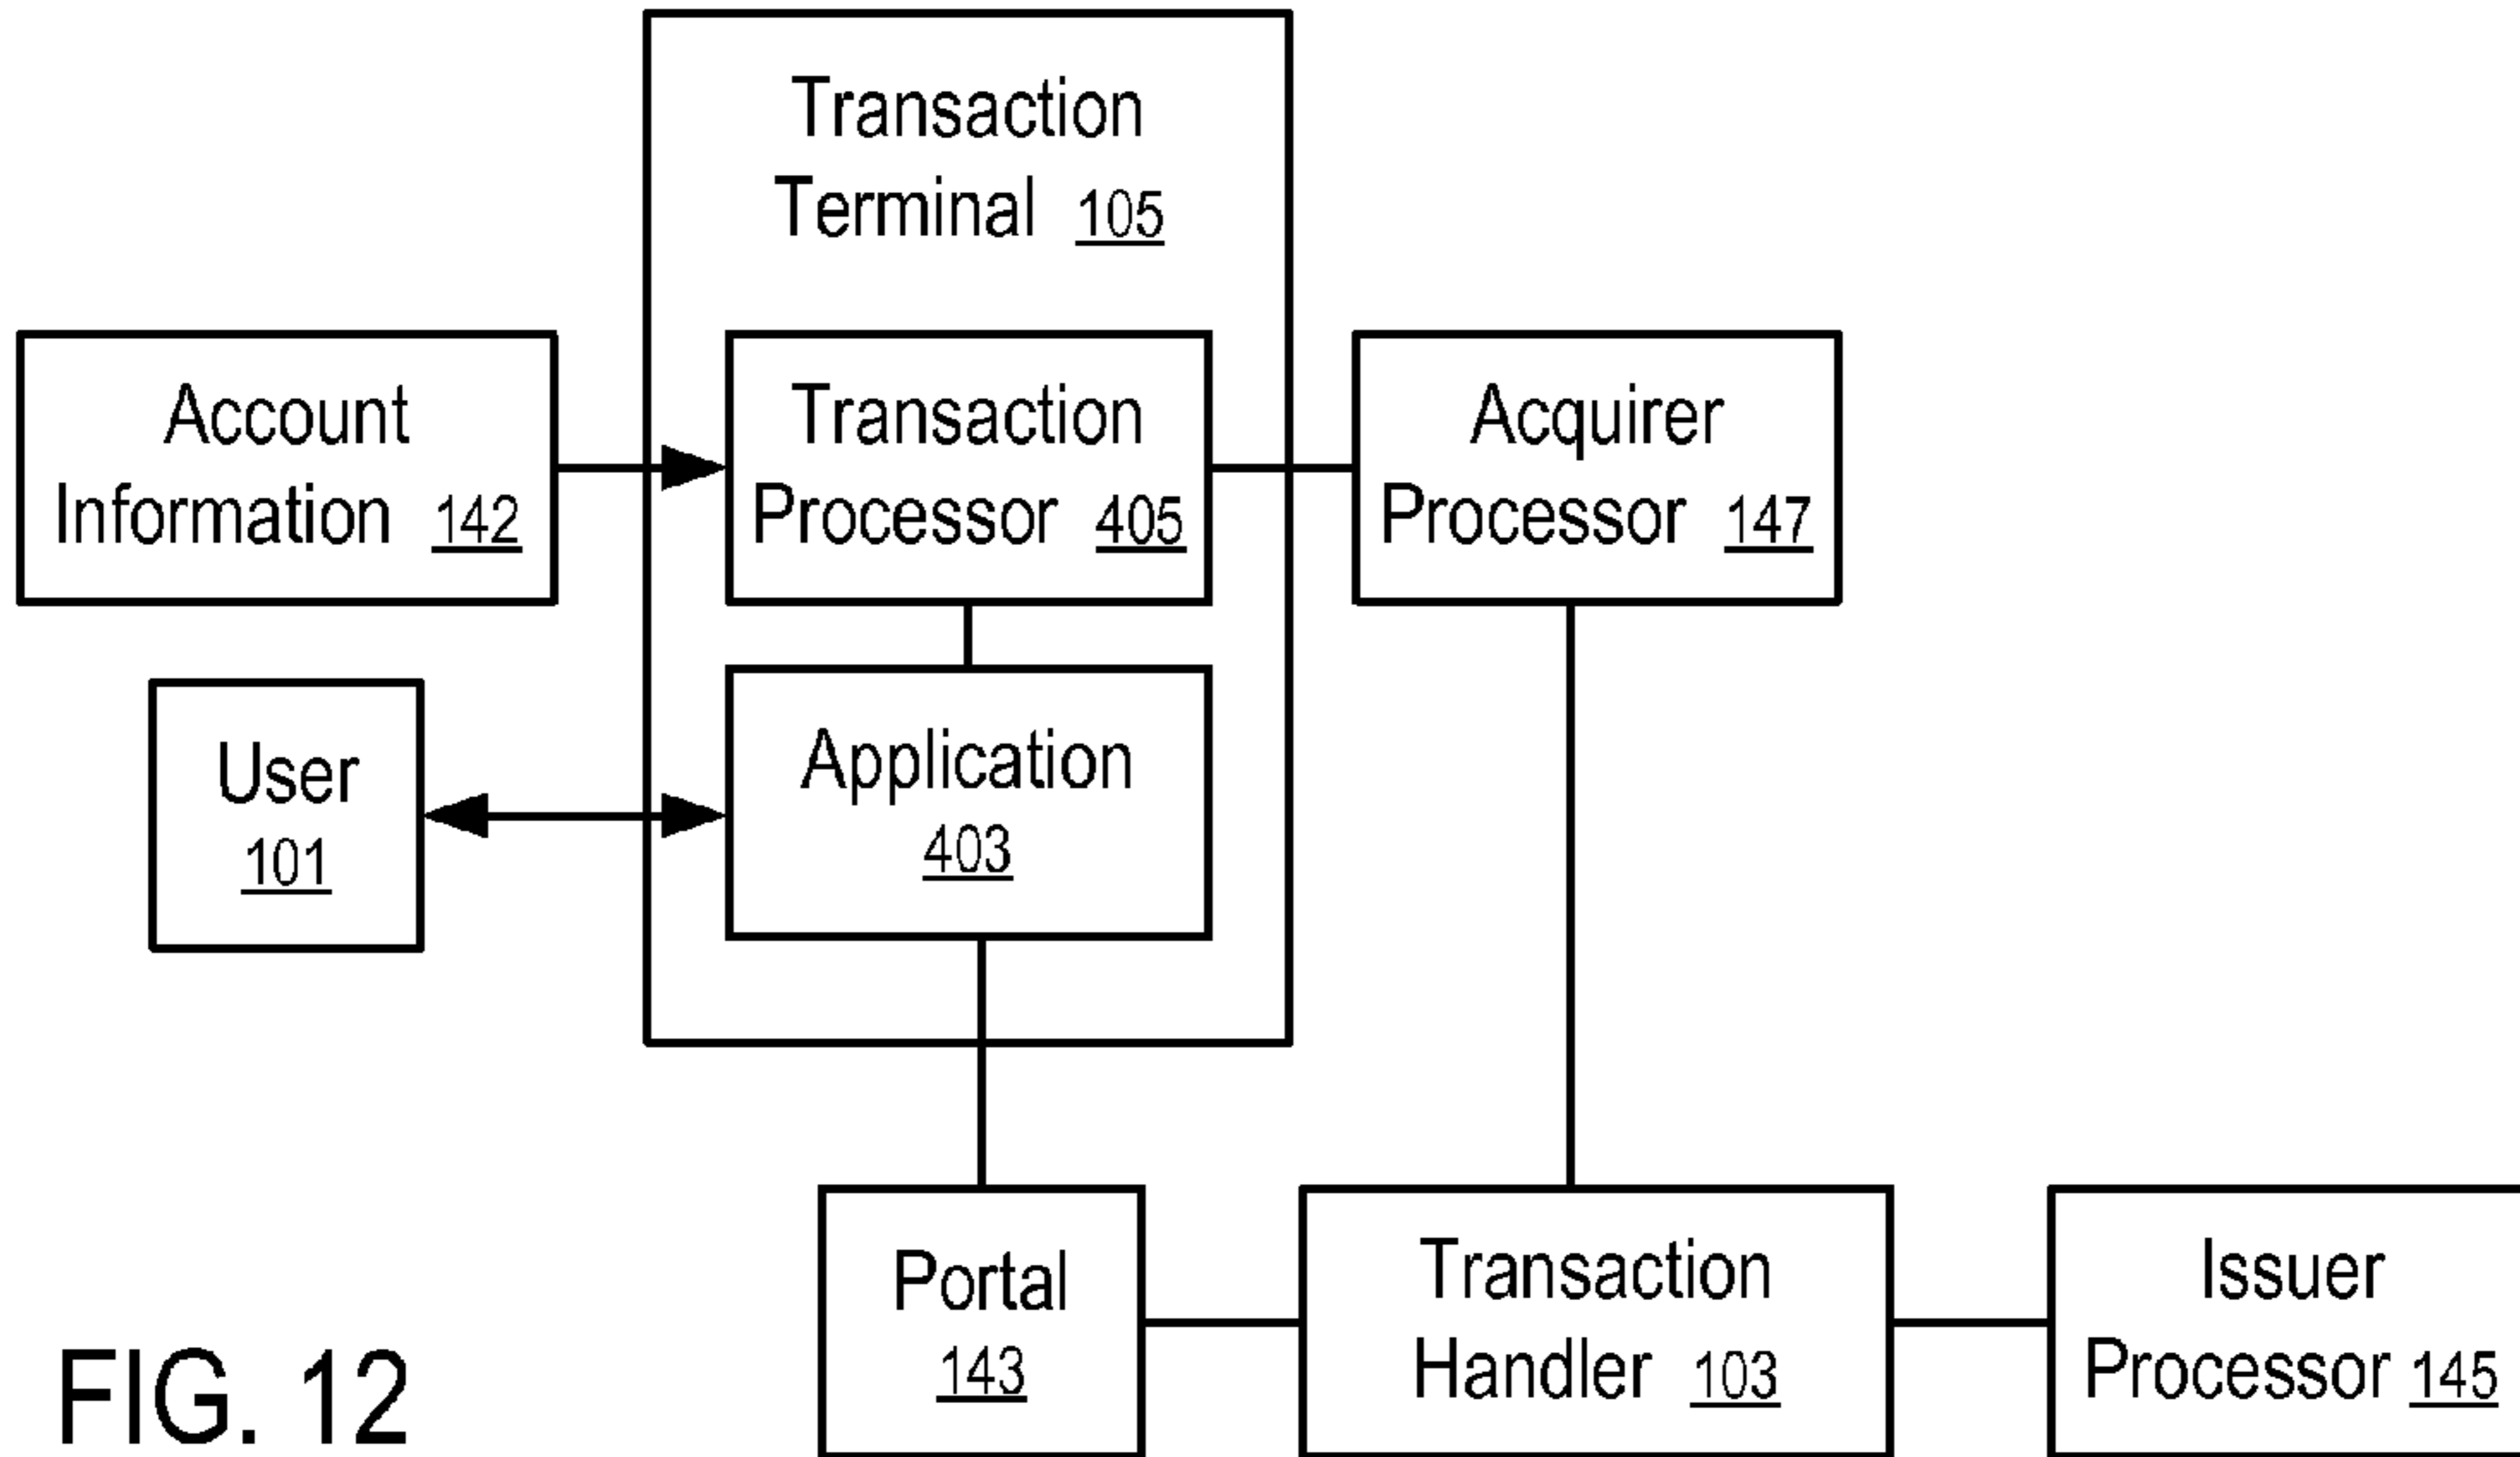 Transaction
Terminal 105
Account
Information 142
Transaction
Processor 405
Acquirer
Processor 147
User
101
Application
403
Portal
143
Transaction
Handler 103
Issuer
Processor 145
FIG. 12